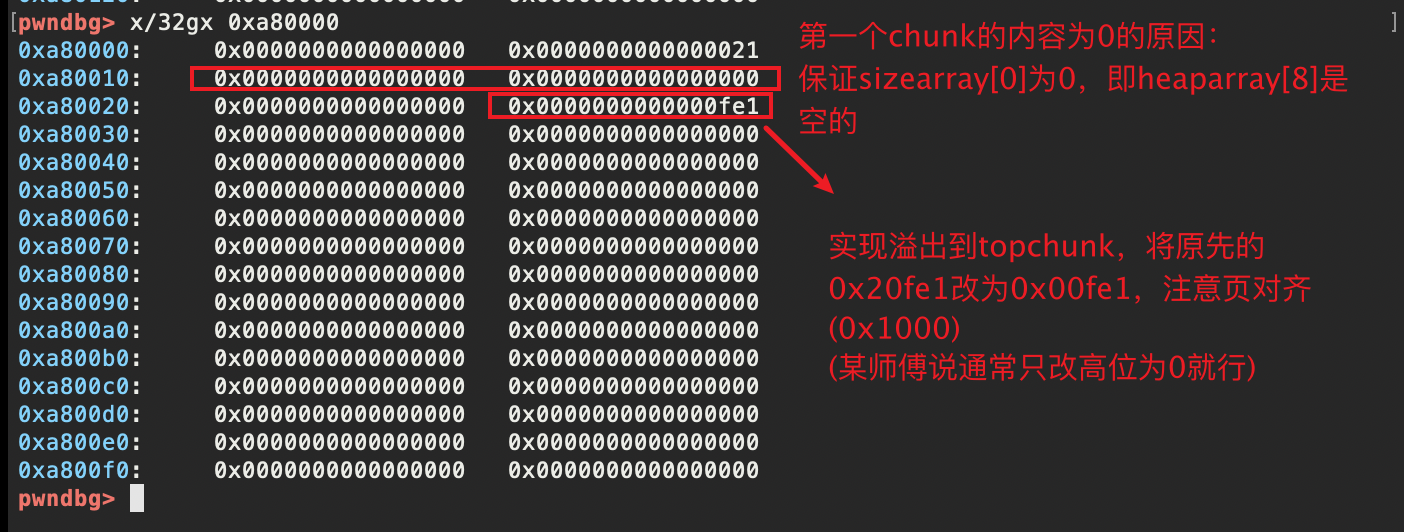 [pwndbg> x/32gx 0xa80000 ]
0xa80000: 0x0000000000000000 0x0000000000000021
0xa80010: 0x0000000000000000 0x0000000000000000
0xa80020: 0x0000000000000000 0x0000000000000fe1
0xa80030: 0x0000000000000000 0x0000000000000000
0xa80040: 0x0000000000000000 0x0000000000000000
0xa80050: 0x0000000000000000 0x0000000000000000
0xa80060: 0x0000000000000000 0x0000000000000000
0xa80070: 0x0000000000000000 0x0000000000000000
0xa80080: 0x0000000000000000 0x0000000000000000
0xa80090: 0x0000000000000000 0x0000000000000000
0xa800a0: 0x0000000000000000 0x0000000000000000
0xa800b0: 0x0000000000000000 0x0000000000000000
0xa800c0: 0x0000000000000000 0x0000000000000000
0xa800d0: 0x0000000000000000 0x0000000000000000
0xa800e0: 0x0000000000000000 0x0000000000000000
0xa800f0: 0x0000000000000000 0x0000000000000000
pwndbg>
第一个chunk的内容为0的原因：
保证sizearray[0]为0，即heaparray[8]是
空的
实现溢出到topchunk，将原先的
0x20fe1改为0x00fe1，注意页对齐
(0x1000)
(某师傅说通常只改高位为0就行)